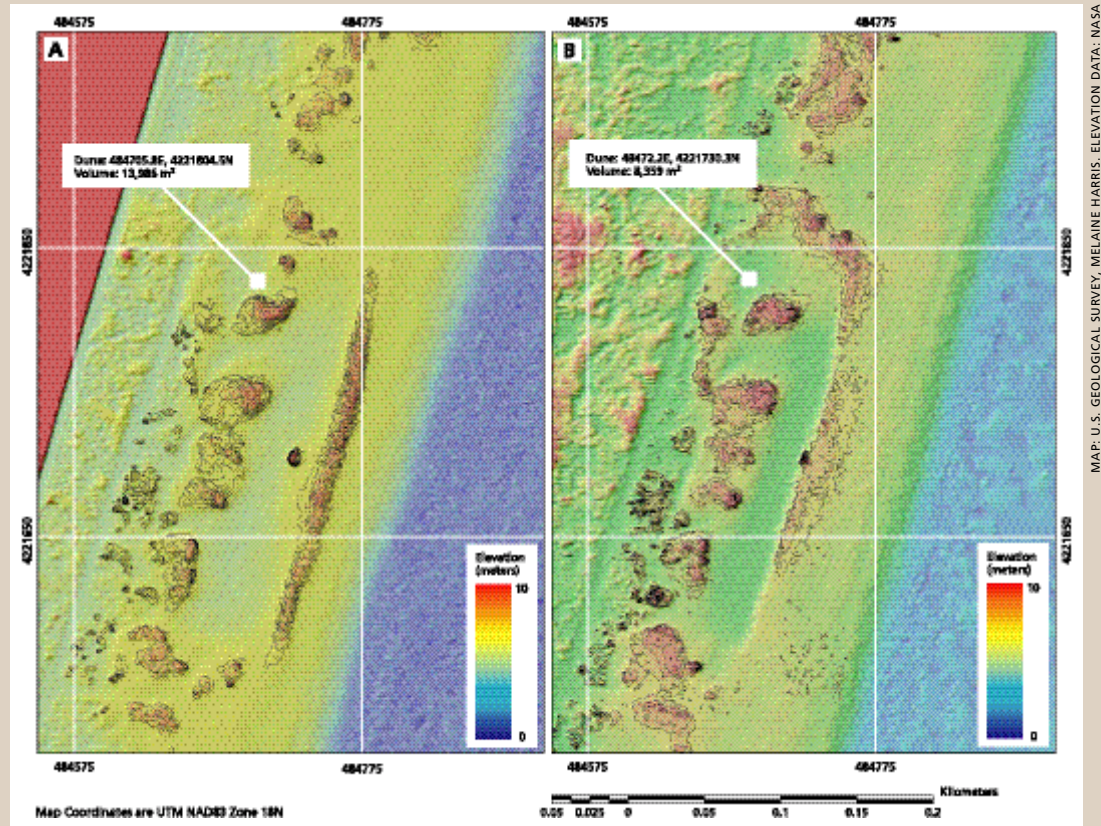 484575 484775 484575 484775
A B
Dune: 484705.8E, 4221804.5N
Volume: 13,986 m³
Dune: 48472.2E, 4221730.3N
Volume: 8,359 m³
4221850 4221850
4221650 4221650
Elevation
(meters)
10
0
Elevation
(meters)
10
0
484575 484775 484575 484775
Map Coordinates are UTM NAD83 Zone 18N
Kilometers
0.05 0.025 0 0.05 0.1 0.15 0.2
MAP: U.S. GEOLOGICAL SURVEY, MELAINE HARRIS. ELEVATION DATA: NASA